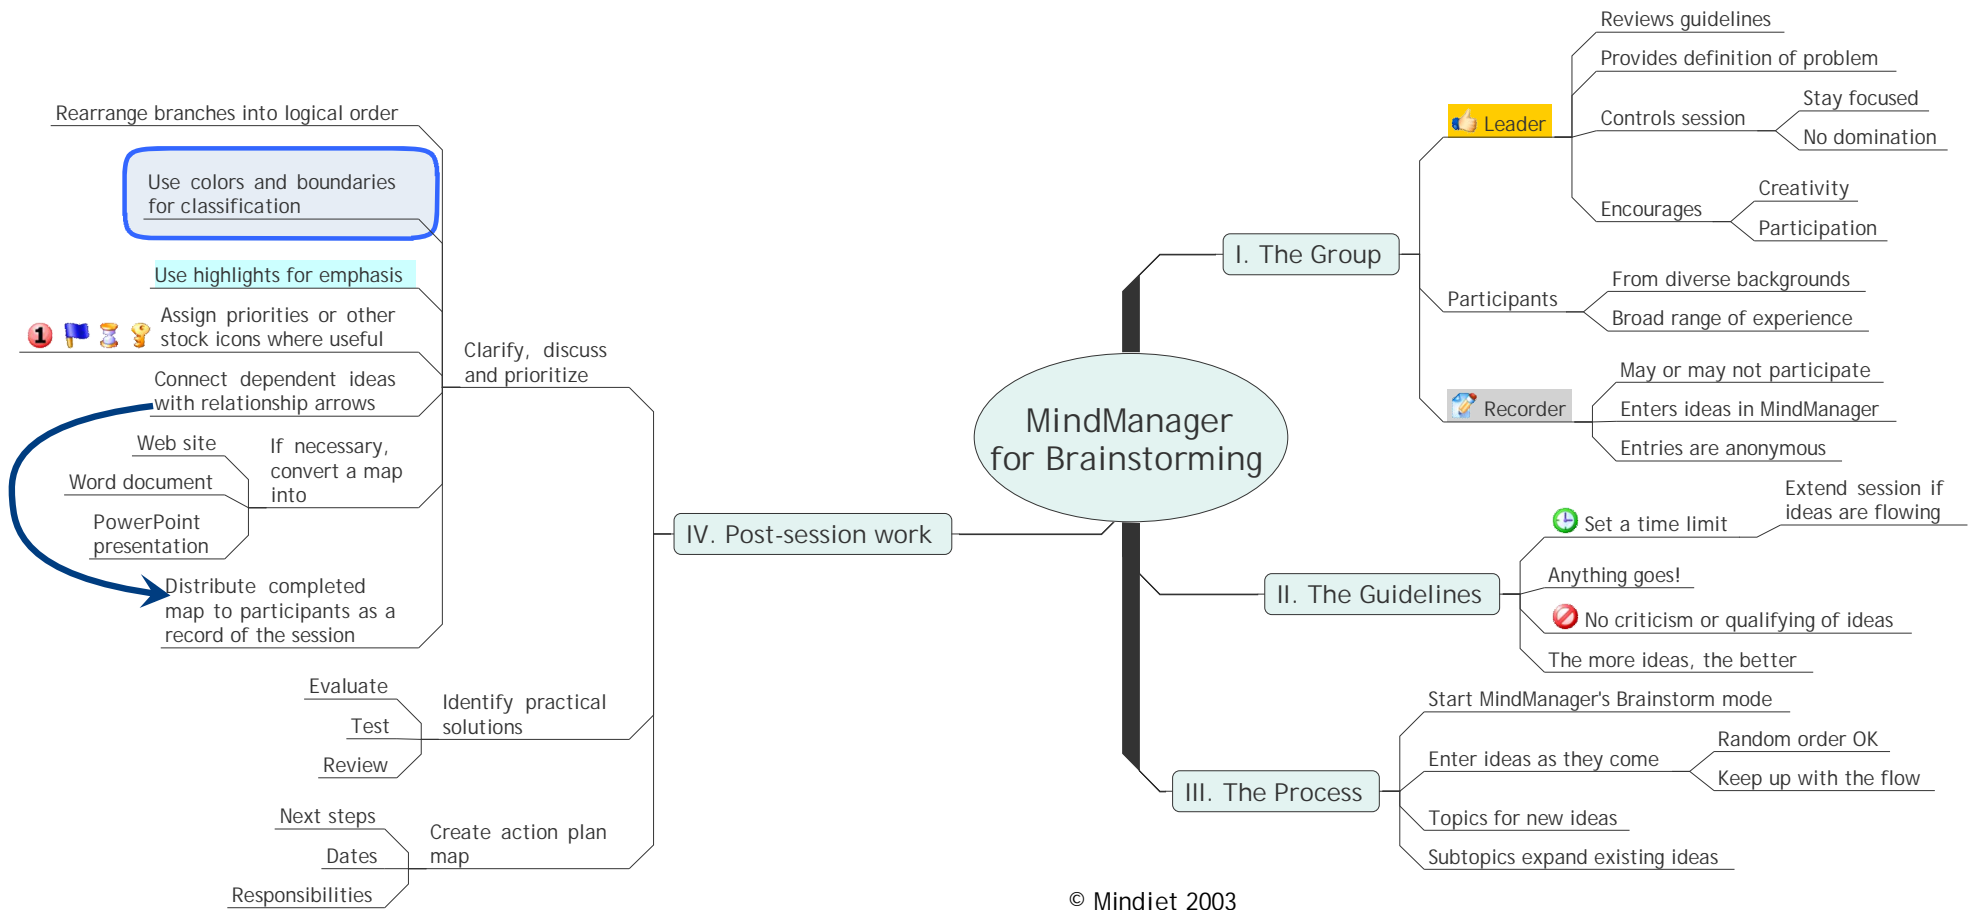 MindManager
for Brainstorming
I. The Group
Leader
Reviews guidelines
Provides definition of problem
Controls session
Stay focused
No domination
Encourages
Creativity
Participation
Participants
From diverse backgrounds
Broad range of experience
Recorder
May or may not participate
Enters ideas in MindManager
Entries are anonymous
II. The Guidelines
Set a time limit
Extend session if
ideas are flowing
Anything goes!
No criticism or qualifying of ideas
The more ideas, the better
III. The Process
Start MindManager's Brainstorm mode
Enter ideas as they come
Random order OK
Keep up with the flow
Topics for new ideas
Subtopics expand existing ideas
IV. Post-session work
Clarify, discuss
and prioritize
Rearrange branches into logical order
Use colors and boundaries
for classification
Use highlights for emphasis
1
Assign priorities or other
stock icons where useful
Connect dependent ideas
with relationship arrows
If necessary,
convert a map
into
Web site
Word document
PowerPoint
presentation
Distribute completed
map to participants as a
record of the session
Identify practical
solutions
Evaluate
Test
Review
Create action plan
map
Next steps
Dates
Responsibilities
© Mindjet 2003